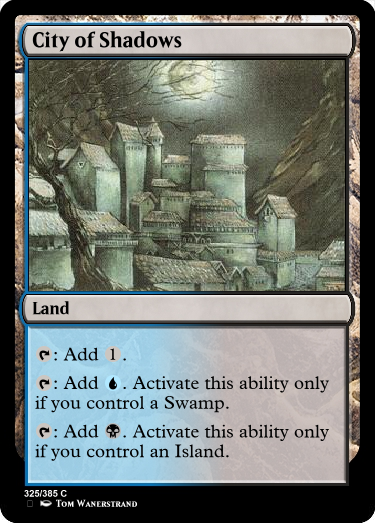 City of Shadows
Land
: Add 1.
: Add . Activate this ability only
if you control a Swamp.
: Add . Activate this ability only
if you control an Island.
325/385 C
Tom Wanerstrand